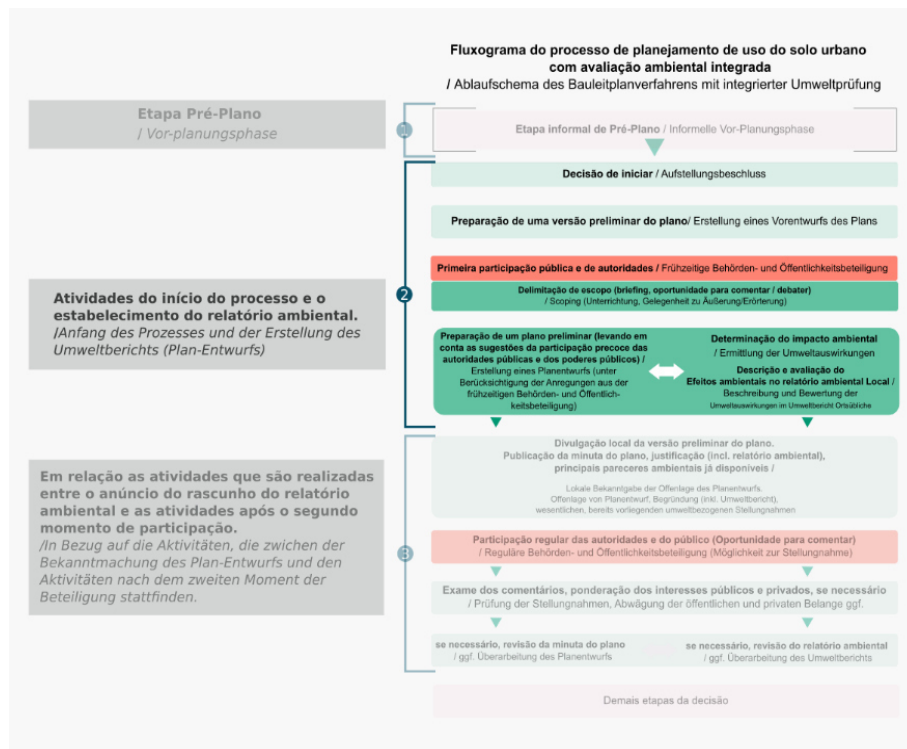 Fluxograma do processo de planejamento de uso do solo urbano
com avaliação ambiental integrada
/ Ablaufschema des Bauleitplanverfahrens mit integrierter Umweltprüfung
Etapa Pré-Plano
/ Vor-planungsphase
1
Etapa informal de Pré-Plano / Informelle Vor-Planungsphase
Decisão de iniciar / Aufstellungsbeschluss
Preparação de uma versão preliminar do plano/ Erstellung eines Vorentwurfs des Plans
Primeira participação pública e de autoridades / Frühzeitige Behörden- und Öffentlichkeitsbeteiligung
Delimitação de escopo (briefing, oportunidade para comentar / debater)
/ Scoping (Unterrichtung, Gelegenheit zu Äußerung/Erörterung)
Atividades do início do processo e o
estabelecimento do relatório ambiental.
/Anfang des Prozesses und der Erstellung des
Umweltberichts (Plan-Entwurfs)
2
Preparação de um plano preliminar (levando em
conta as sugestões da participação precoce das
autoridades públicas e dos poderes públicos) /
Erstellung eines Planentwurfs (unter
Berücksichtigung der Anregungen aus der
frühzeitigen Behörden- und Öffentlich-
keitsbeteiligung)
Determinação do impacto ambiental
/ Ermittlung der Umweltauswirkungen
Descrição e avaliação do
Efeitos ambientais no relatório ambiental Local /
Beschreibung und Bewertung der
Umweltauswirkungen im Umweltbericht Ortsübliche
Em relação as atividades que são realizadas
entre o anúncio do rascunho do relatório
ambiental e as atividades após o segundo
momento de participação.
/In Bezug auf die Aktivitäten, die zwichen der
Bekanntmachung des Plan-Entwurfs und den
Aktivitäten nach dem zweiten Moment der
Beteiligung stattfinden.
3
Divulgação local da versão preliminar do plano.
Publicação da minuta do plano, justificação (incl. relatório ambiental),
principais pareceres ambientais já disponíveis /
Lokale Bekanntgabe der Offenlage des Planentwurfs.
Offenlage von Planentwurf, Begründung (inkl. Umweltbericht),
wesentlichen, bereits vorliegenden umweltbezogenen Stellungnahmen
Participação regular das autoridades e do público (Oportunidade para comentar)
/ Reguläre Behörden- und Öffentlichkeitsbeteiligung (Möglichkeit zur Stellungnahme)
Exame dos comentários, ponderação dos interesses públicos e privados, se necessário
/ Prüfung der Stellungnahmen, Abwägung der öffentlichen und privaten Belange ggf.
se necessário, revisão da minuta do plano
/ ggf. Überarbeitung des Planentwurfs
se necessário, revisão do relatório ambiental
/ ggf. Überarbeitung des Umweltberichts
Demais etapas da decisão